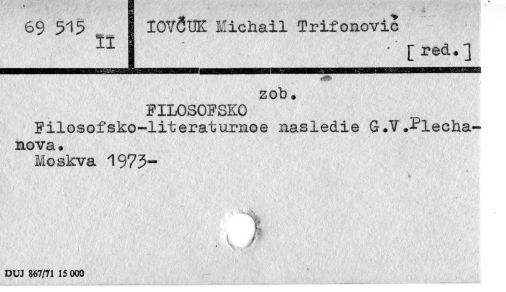 69 515
II
IOVČUK Michail Trifonovič
[ red.]
zob.
FILOSOFSKO
Filosofsko-literaturnoe nasledie G.V.Plecha-
nova.
Moskva 1973-
DUJ 867/71 15 000